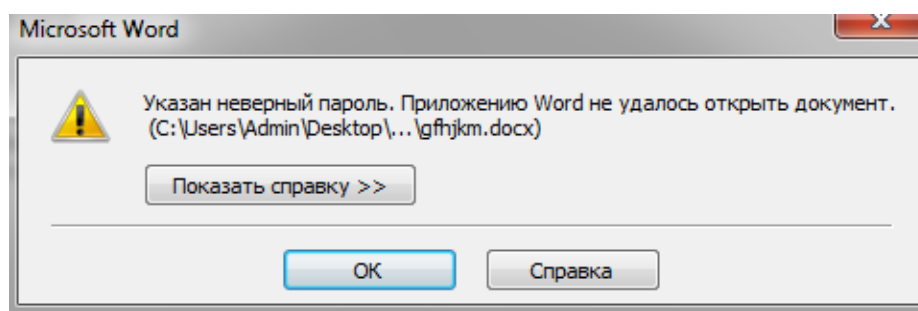 Microsoft Word
Указан неверный пароль. Приложению Word не удалось открыть документ.
(C:\Users\Admin\Desktop\...\gfhjkm.docx)
Показать справку >>
ОК
Справка